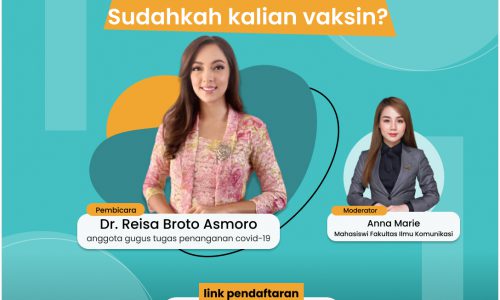 Sudahkah kalian vaksin?
Pembicara
Dr. Reisa Broto Asmoro
anggota gugus tugas penanganan covid-19
Moderator
Anna Marie
Mahasiswi Fakultas Ilmu Komunikasi
link pendaftaran